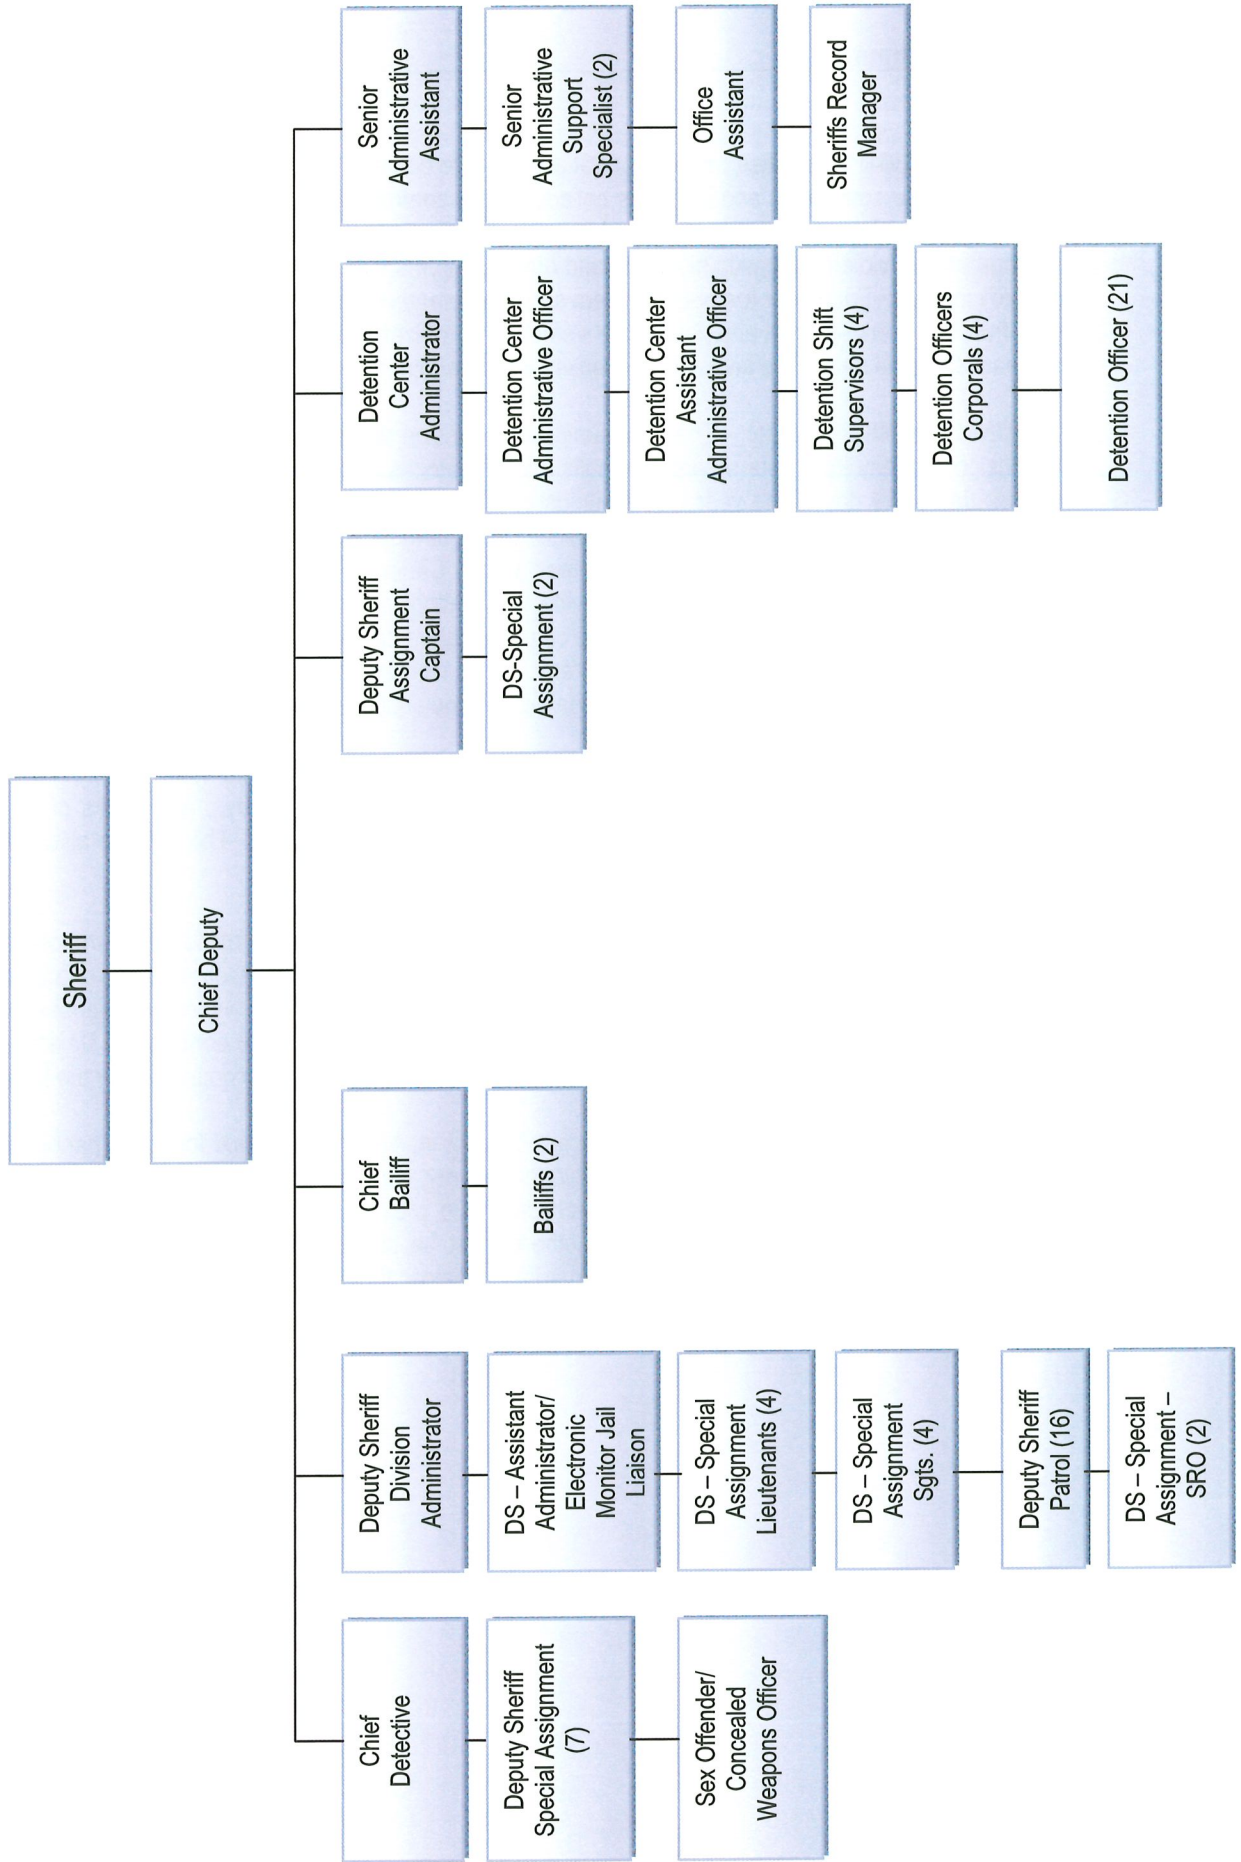 Sheriff
Chief Deputy
Chief
Detective
Deputy Sheriff
Special Assignment
(7)
Sex Offender/
Concealed
Weapons Officer
Deputy Sheriff
Division
Administrator
DS – Assistant
Administrator/
Electronic
Monitor Jail
Liaison
DS – Special
Assignment
Lieutenants (4)
DS – Special
Assignment
Sgts. (4)
Deputy Sheriff
Patrol (16)
DS – Special
Assignment –
SRO (2)
Chief
Bailiff
Bailiffs (2)
Deputy Sheriff
Assignment
Captain
DS-Special
Assignment (2)
Detention
Center
Administrator
Detention Center
Administrative Officer
Detention Center
Assistant
Administrative Officer
Detention Shift
Supervisors (4)
Detention Officers
Corporals (4)
Detention Officer (21)
Senior
Administrative
Assistant
Senior
Administrative
Support
Specialist (2)
Office
Assistant
Sheriffs Record
Manager